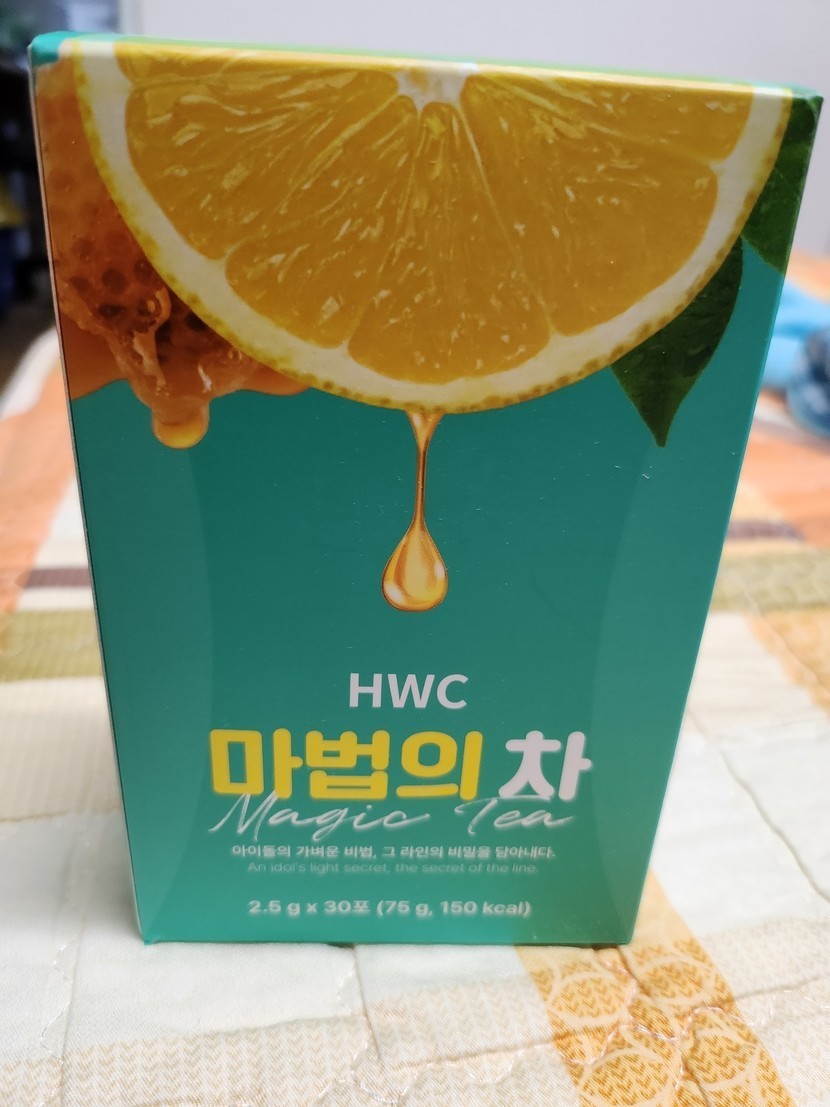 HWC
마법의 차
Magic Tea
아이돌의 가벼운 비법, 그 라인의 비밀을 담아내다.
An idol's light secret, the secret of the line.
2.5 g x 30포 (75 g, 150 kcal)